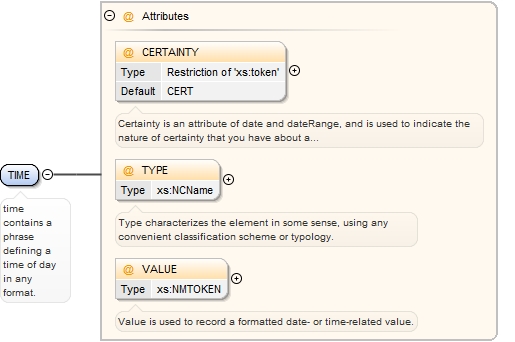 Attributes
CERTAINTY
Type Restriction of 'xs:token'
Default CERT
Certainty is an attribute of date and dateRange, and is used to indicate the
nature of certainty that you have about a...
TIME
TYPE
Type xs:NCName
time
contains a
phrase
defining a
time of day
in any
format.
Type characterizes the element in some sense, using any
convenient classification scheme or typology.
VALUE
Type xs:NMTOKEN
Value is used to record a formatted date- or time-related value.